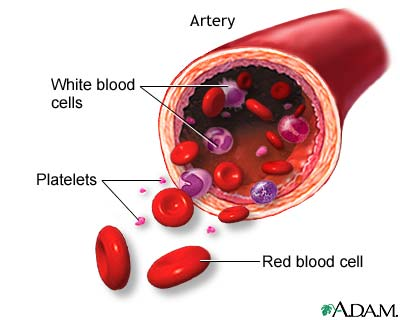 Artery
White blood
cells
Platelets
Red blood cell
A.D.A.M.